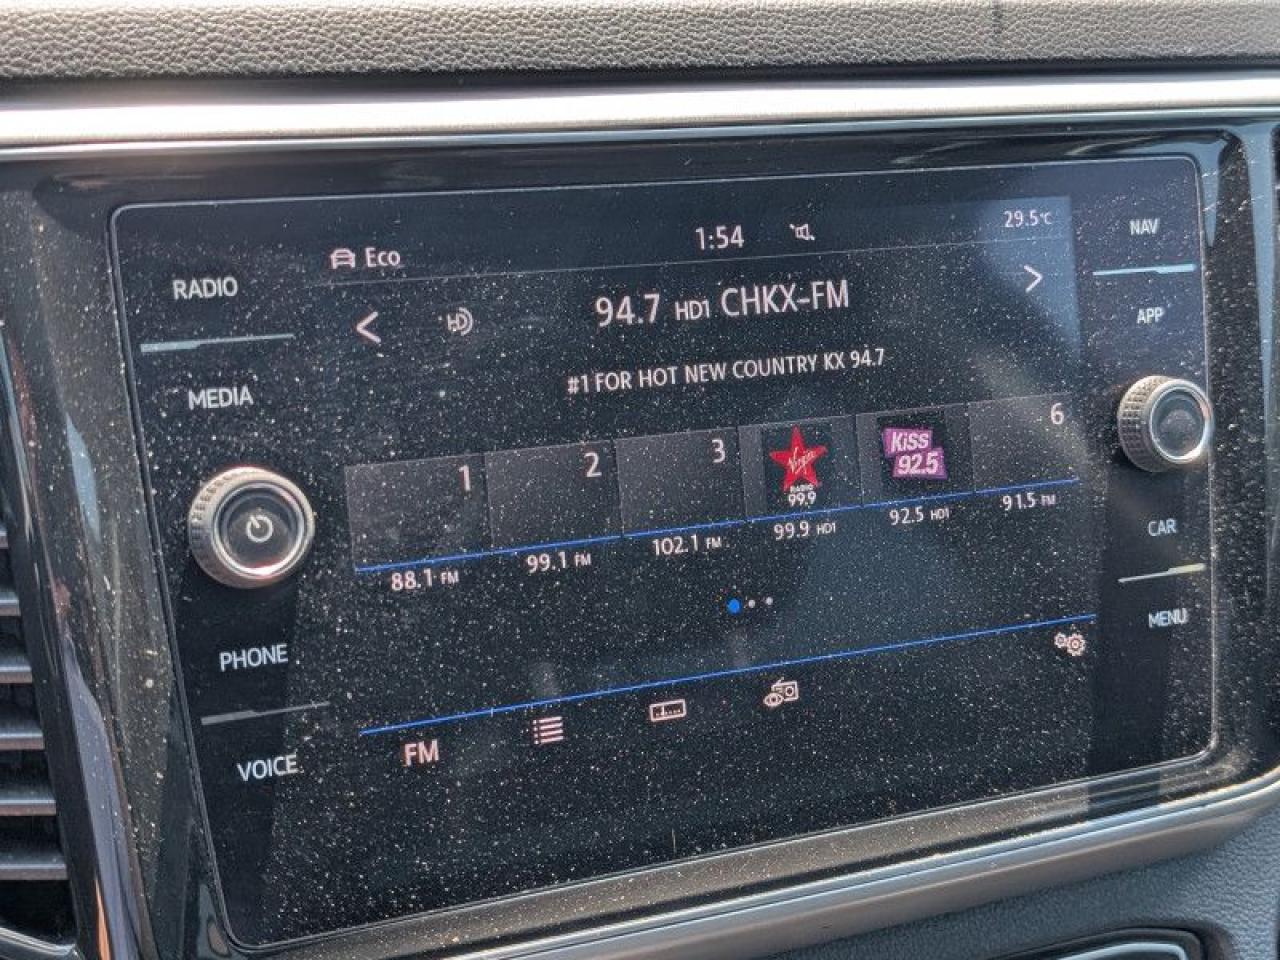 Eco
1:54
29.5°C
RADIO
MEDIA
PHONE
VOICE
94.7 HD1 CHKX-FM
#1 FOR HOT NEW COUNTRY KX 94.7
1
2
3
Virgin
RADIO
99.9
KiSS
92.5
6
88.1 FM
99.1 FM
102.1 FM
99.9 HD1
92.5 HD1
91.5 FM
FM
NAV
APP
CAR
MENU